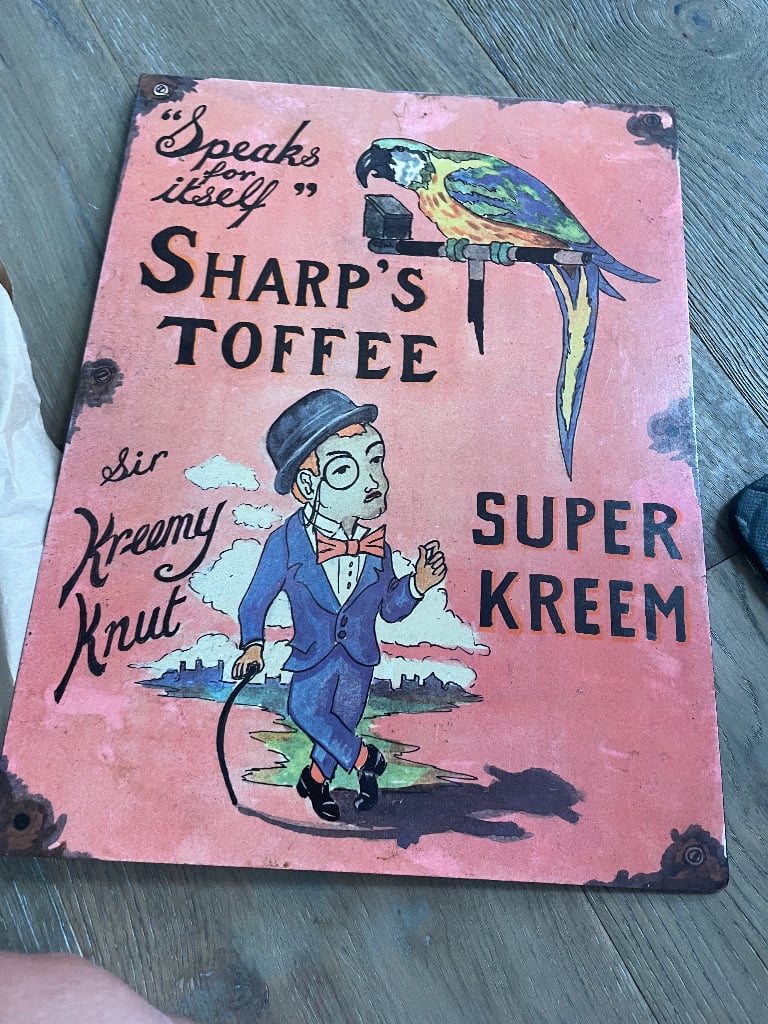 "Speaks
for
itself"
SHARP'S
TOFFEE
Sir
Kreemy
Knut
SUPER
KREEM